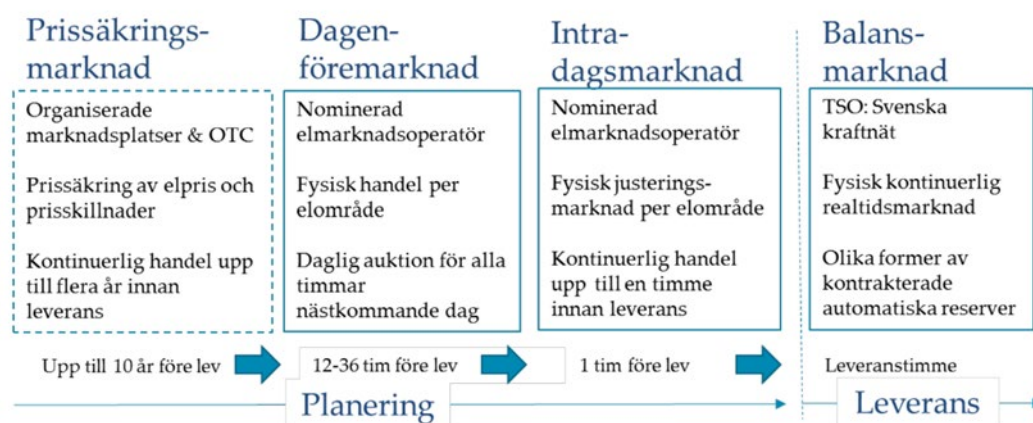 Prissäkrings-
marknad
Organiserade
marknadsplatser & OTC
Prissäkring av elpris och
prisskillnader
Kontinuerlig handel upp
till flera år innan
leverans
Dagen-
föremarknad
Nominerad
elmarknadsoperatör
Fysisk handel per
elområde
Daglig auktion för alla
timmar
nästkommande dag
Intra-
dagsmarknad
Nominerad
elmarknadsoperatör
Fysisk justerings-
marknad per elområde
Kontinuerlig handel
upp till en timme
innan leverans
Balans-
marknad
TSO: Svenska
kraftnät
Fysisk kontinuerlig
realtidsmarknad
Olika former av
kontrakterade
automatiska reserver
Upp till 10 år före lev
12-36 tim före lev
1 tim före lev
Leveranstimme
Planering
Leverans